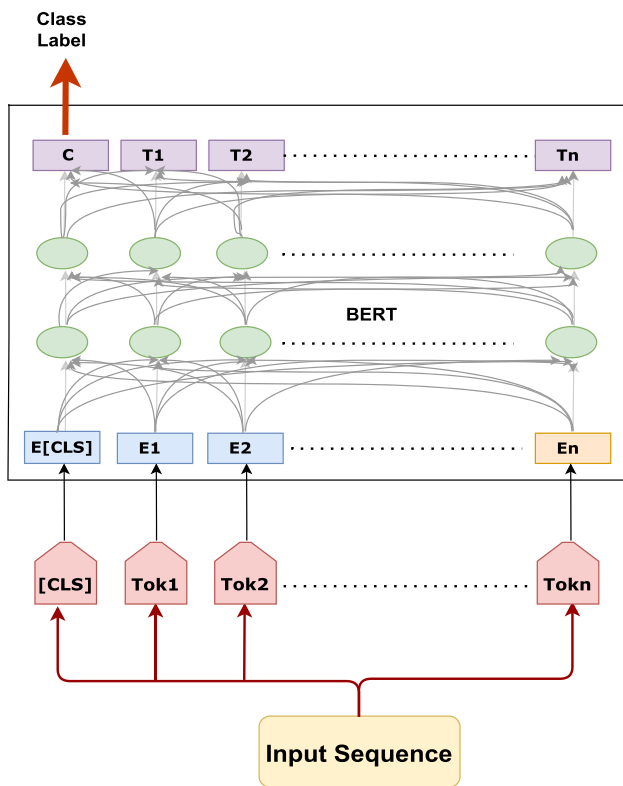 Class
Label
C T1 T2 Tn
BERT
E[CLS] E1 E2 En
[CLS] Tok1 Tok2 Tokn
Input Sequence